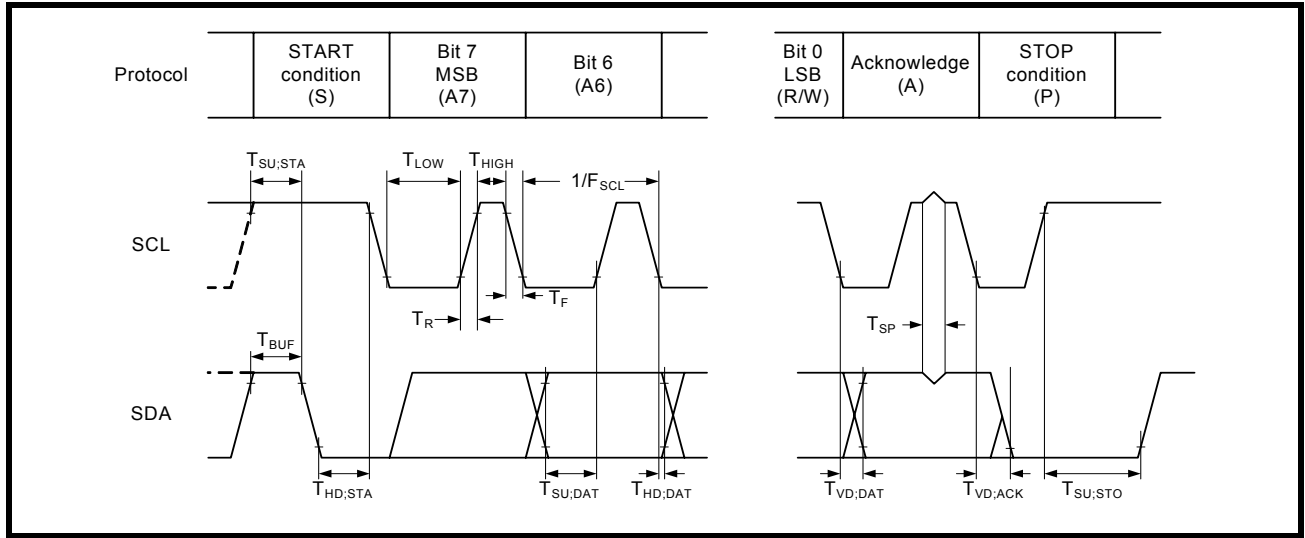 Protocol
START
condition
(S)
Bit 7
MSB
(A7)
Bit 6
(A6)
Bit 0
LSB
(R/W)
Acknowledge
(A)
STOP
condition
(P)
TSU;STA
TLOW
THIGH
1/FSCL
SCL
TF
TR
TSP
TBUF
SDA
THD;STA
TSU;DAT
THD;DAT
TVD;DAT
TVD;ACK
TSU;STO